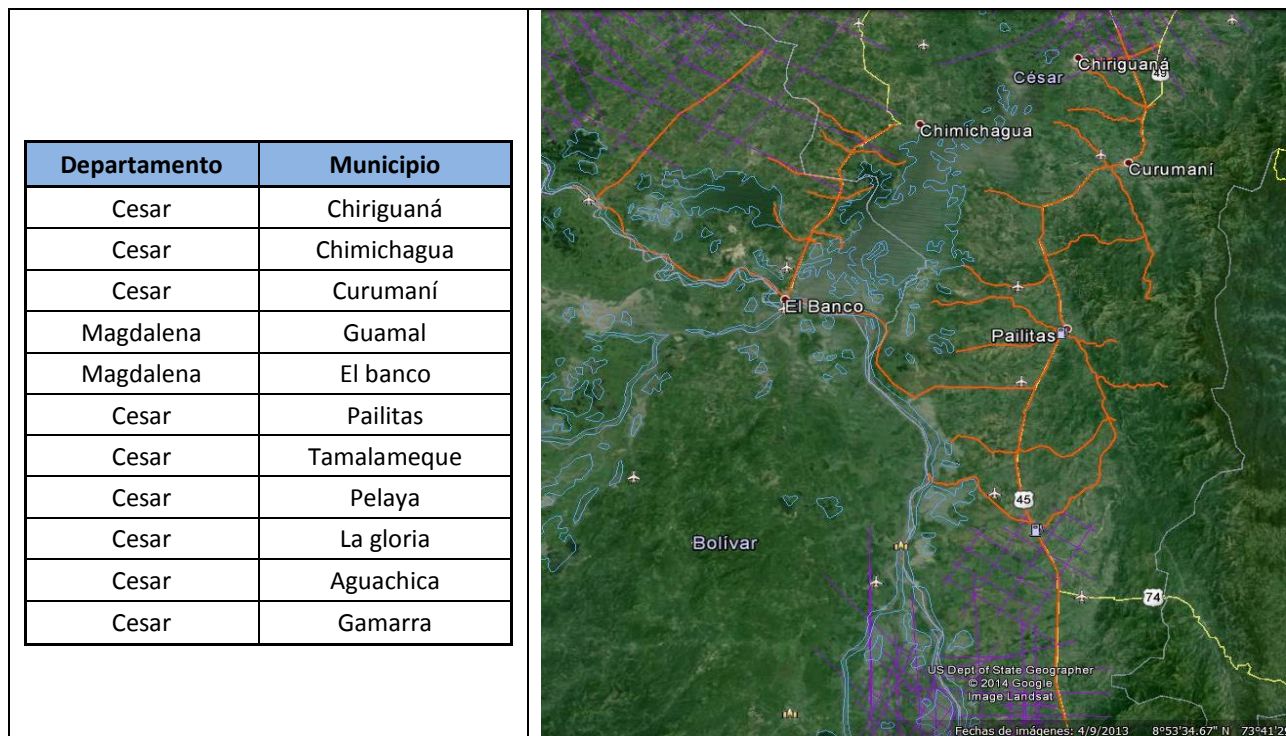 Departamento Municipio
Cesar Chiriguaná
Cesar Chimichagua
Cesar Curumaní
Magdalena Guamal
Magdalena El banco
Cesar Pailitas
Cesar Tamalameque
Cesar Pelaya
Cesar La gloria
Cesar Aguachica
Cesar Gamarra
Chiriguaná
César
49
Chimichagua
Curumaní
El Banco
Pailitas
45
Bolívar
74
US Dept of State Geographer
© 2014 Google
Image Landsat
Fechas de imágenes: 4/9/2013 8°53'34.67" N